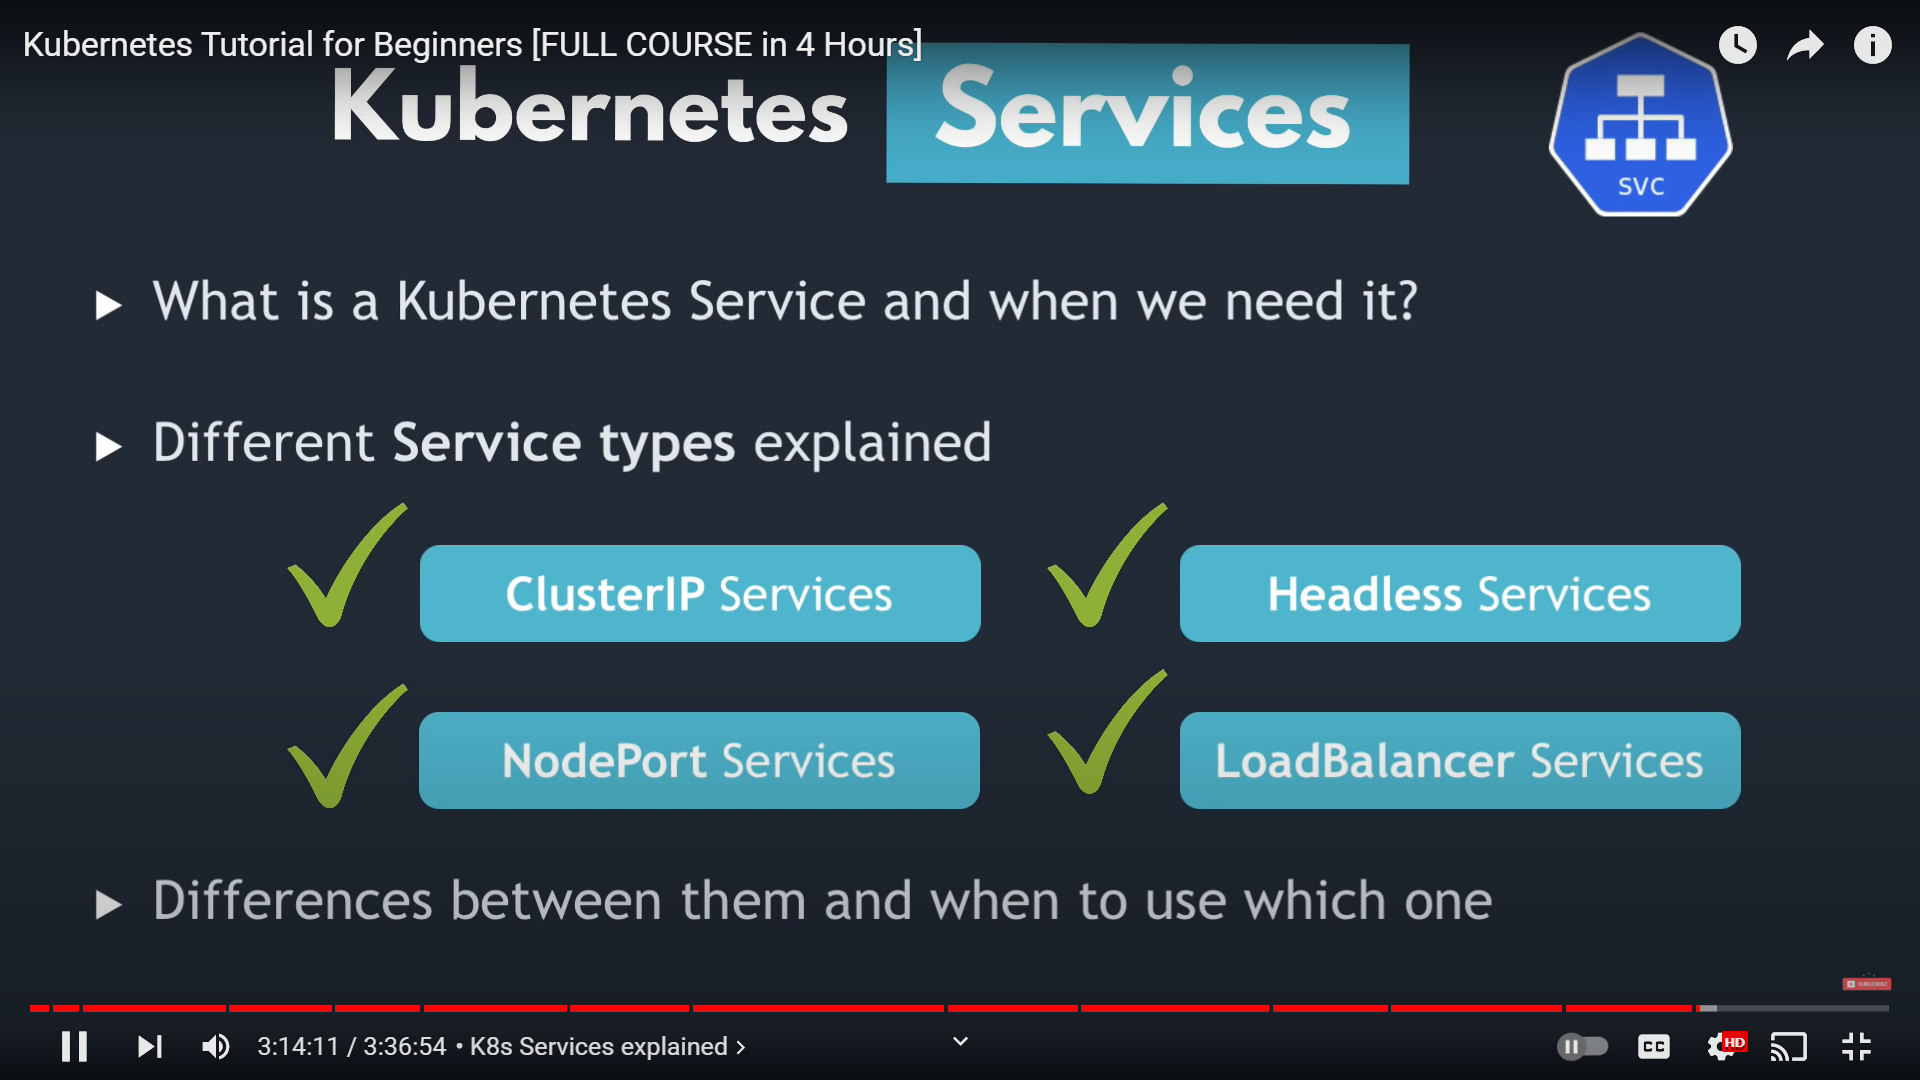 Kubernetes Tutorial for Beginners [FULL COURSE in 4 Hours]
Kubernetes Services
svc
What is a Kubernetes Service and when we need it?
Different Service types explained
ClusterIP Services
Headless Services
NodePort Services
LoadBalancer Services
Differences between them and when to use which one
SUBSCRIBE
3:14:11 / 3:36:54 • K8s Services explained
CC
HD